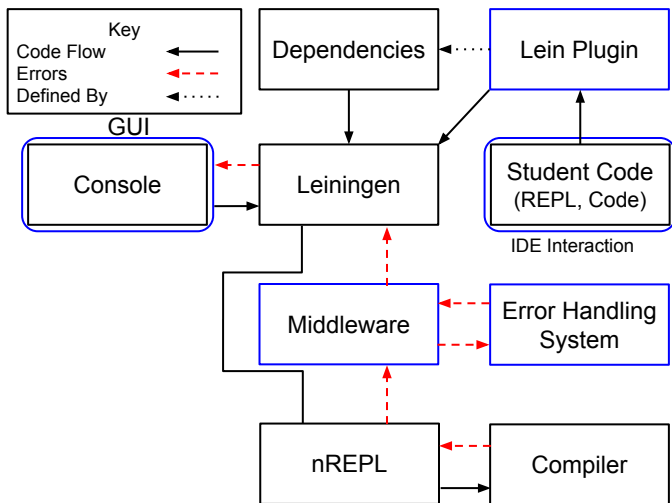 Key
Code Flow
Errors
Defined By
Dependencies
Lein Plugin
GUI
Console
Leiningen
Student Code
(REPL, Code)
IDE Interaction
Middleware
Error Handling
System
nREPL
Compiler